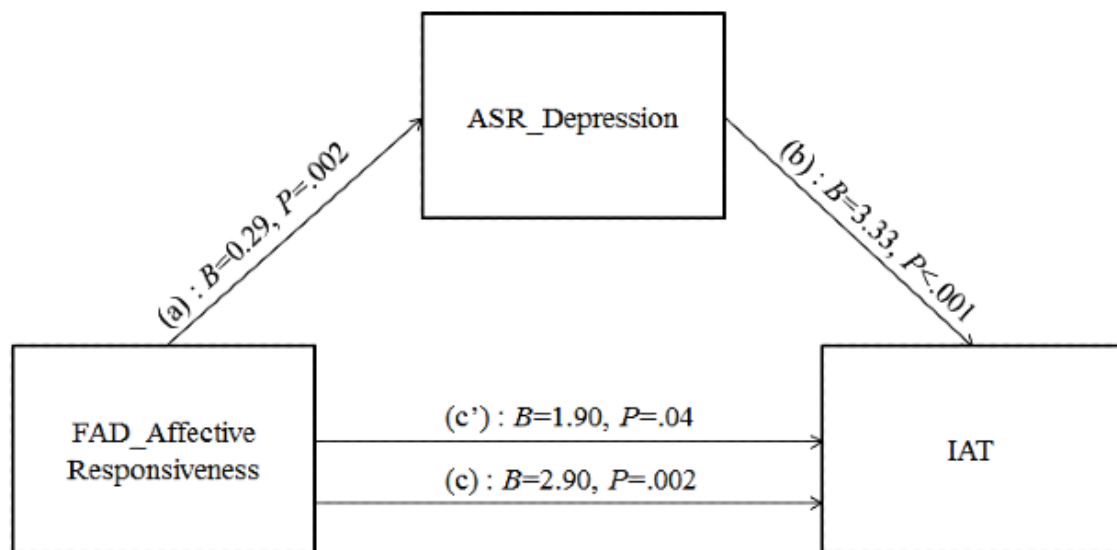 ASR_Depression
(a) : B=0.29, P=.002
(b) : B=3.33, P<.001
FAD_Affective
Responsiveness
(c’) : B=1.90, P=.04
(c) : B=2.90, P=.002
IAT